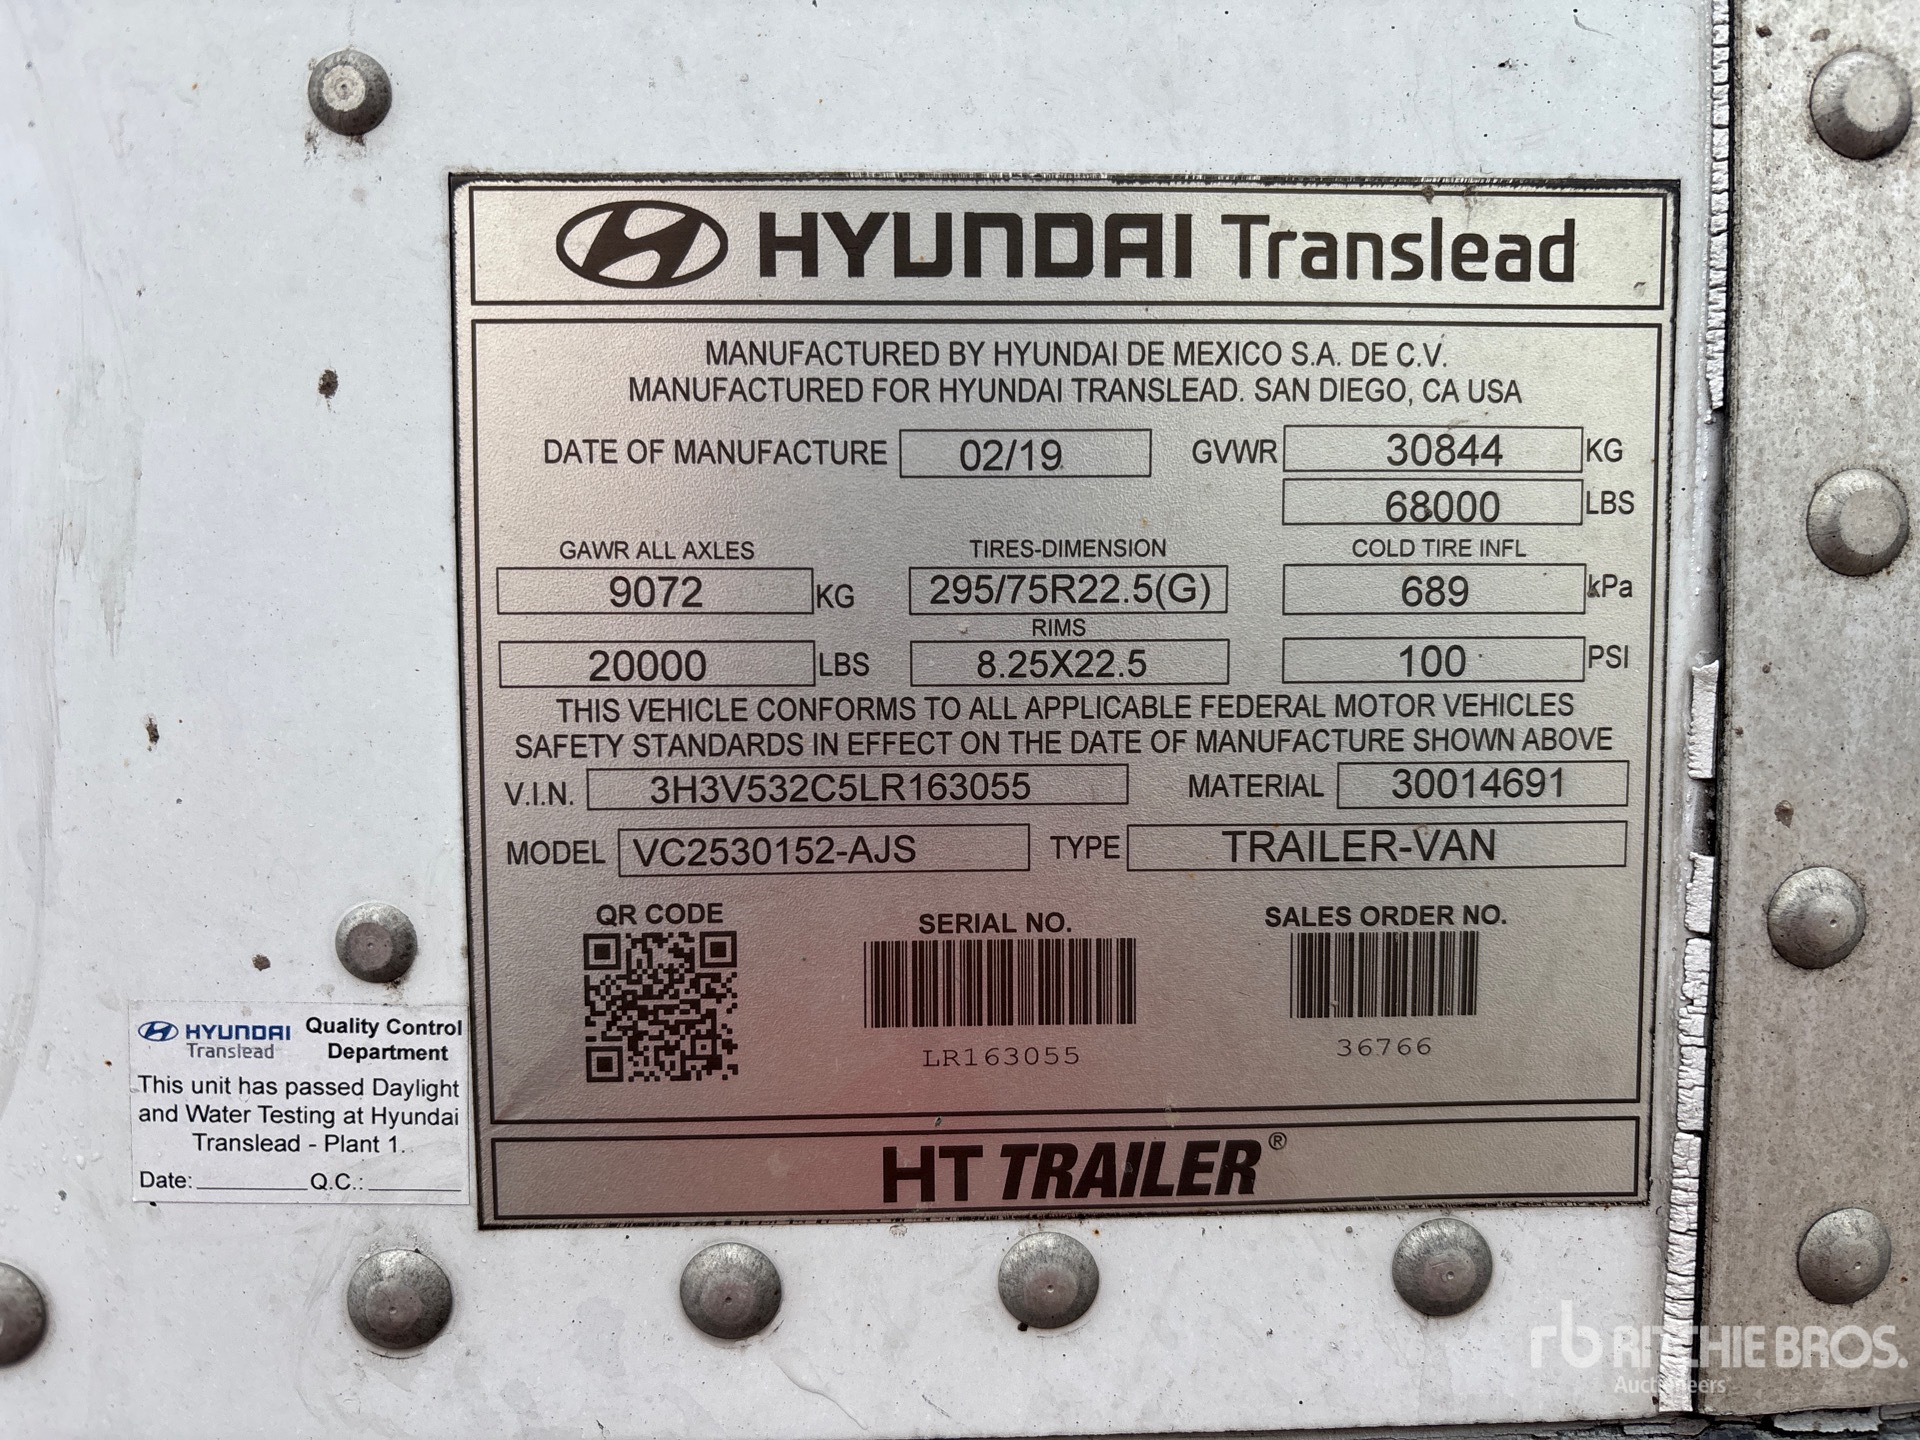 HYUNDAI Translead
MANUFACTURED BY HYUNDAI DE MEXICO S.A. DE C.V.
MANUFACTURED FOR HYUNDAI TRANSLEAD. SAN DIEGO, CA USA
DATE OF MANUFACTURE 02/19 GVWR 30844 KG
68000 LBS
GAWR ALL AXLES TIRES-DIMENSION COLD TIRE INFL
9072 KG 295/75R22.5(G) 689 kPa
RIMS
20000 LBS 8.25X22.5 100 PSI
THIS VEHICLE CONFORMS TO ALL APPLICABLE FEDERAL MOTOR VEHICLES
SAFETY STANDARDS IN EFFECT ON THE DATE OF MANUFACTURE SHOWN ABOVE
V.I.N. 3H3V532C5LR163055 MATERIAL 30014691
MODEL VC2530152-AJS TYPE TRAILER-VAN
QR CODE SERIAL NO. SALES ORDER NO.
LR163055 36766
HT TRAILER®
HYUNDAI Translead Quality Control
Department
This unit has passed Daylight
and Water Testing at Hyundai
Translead - Plant 1.
Date: Q.C.:
rb RITCHIE BROS.
Auctioneers